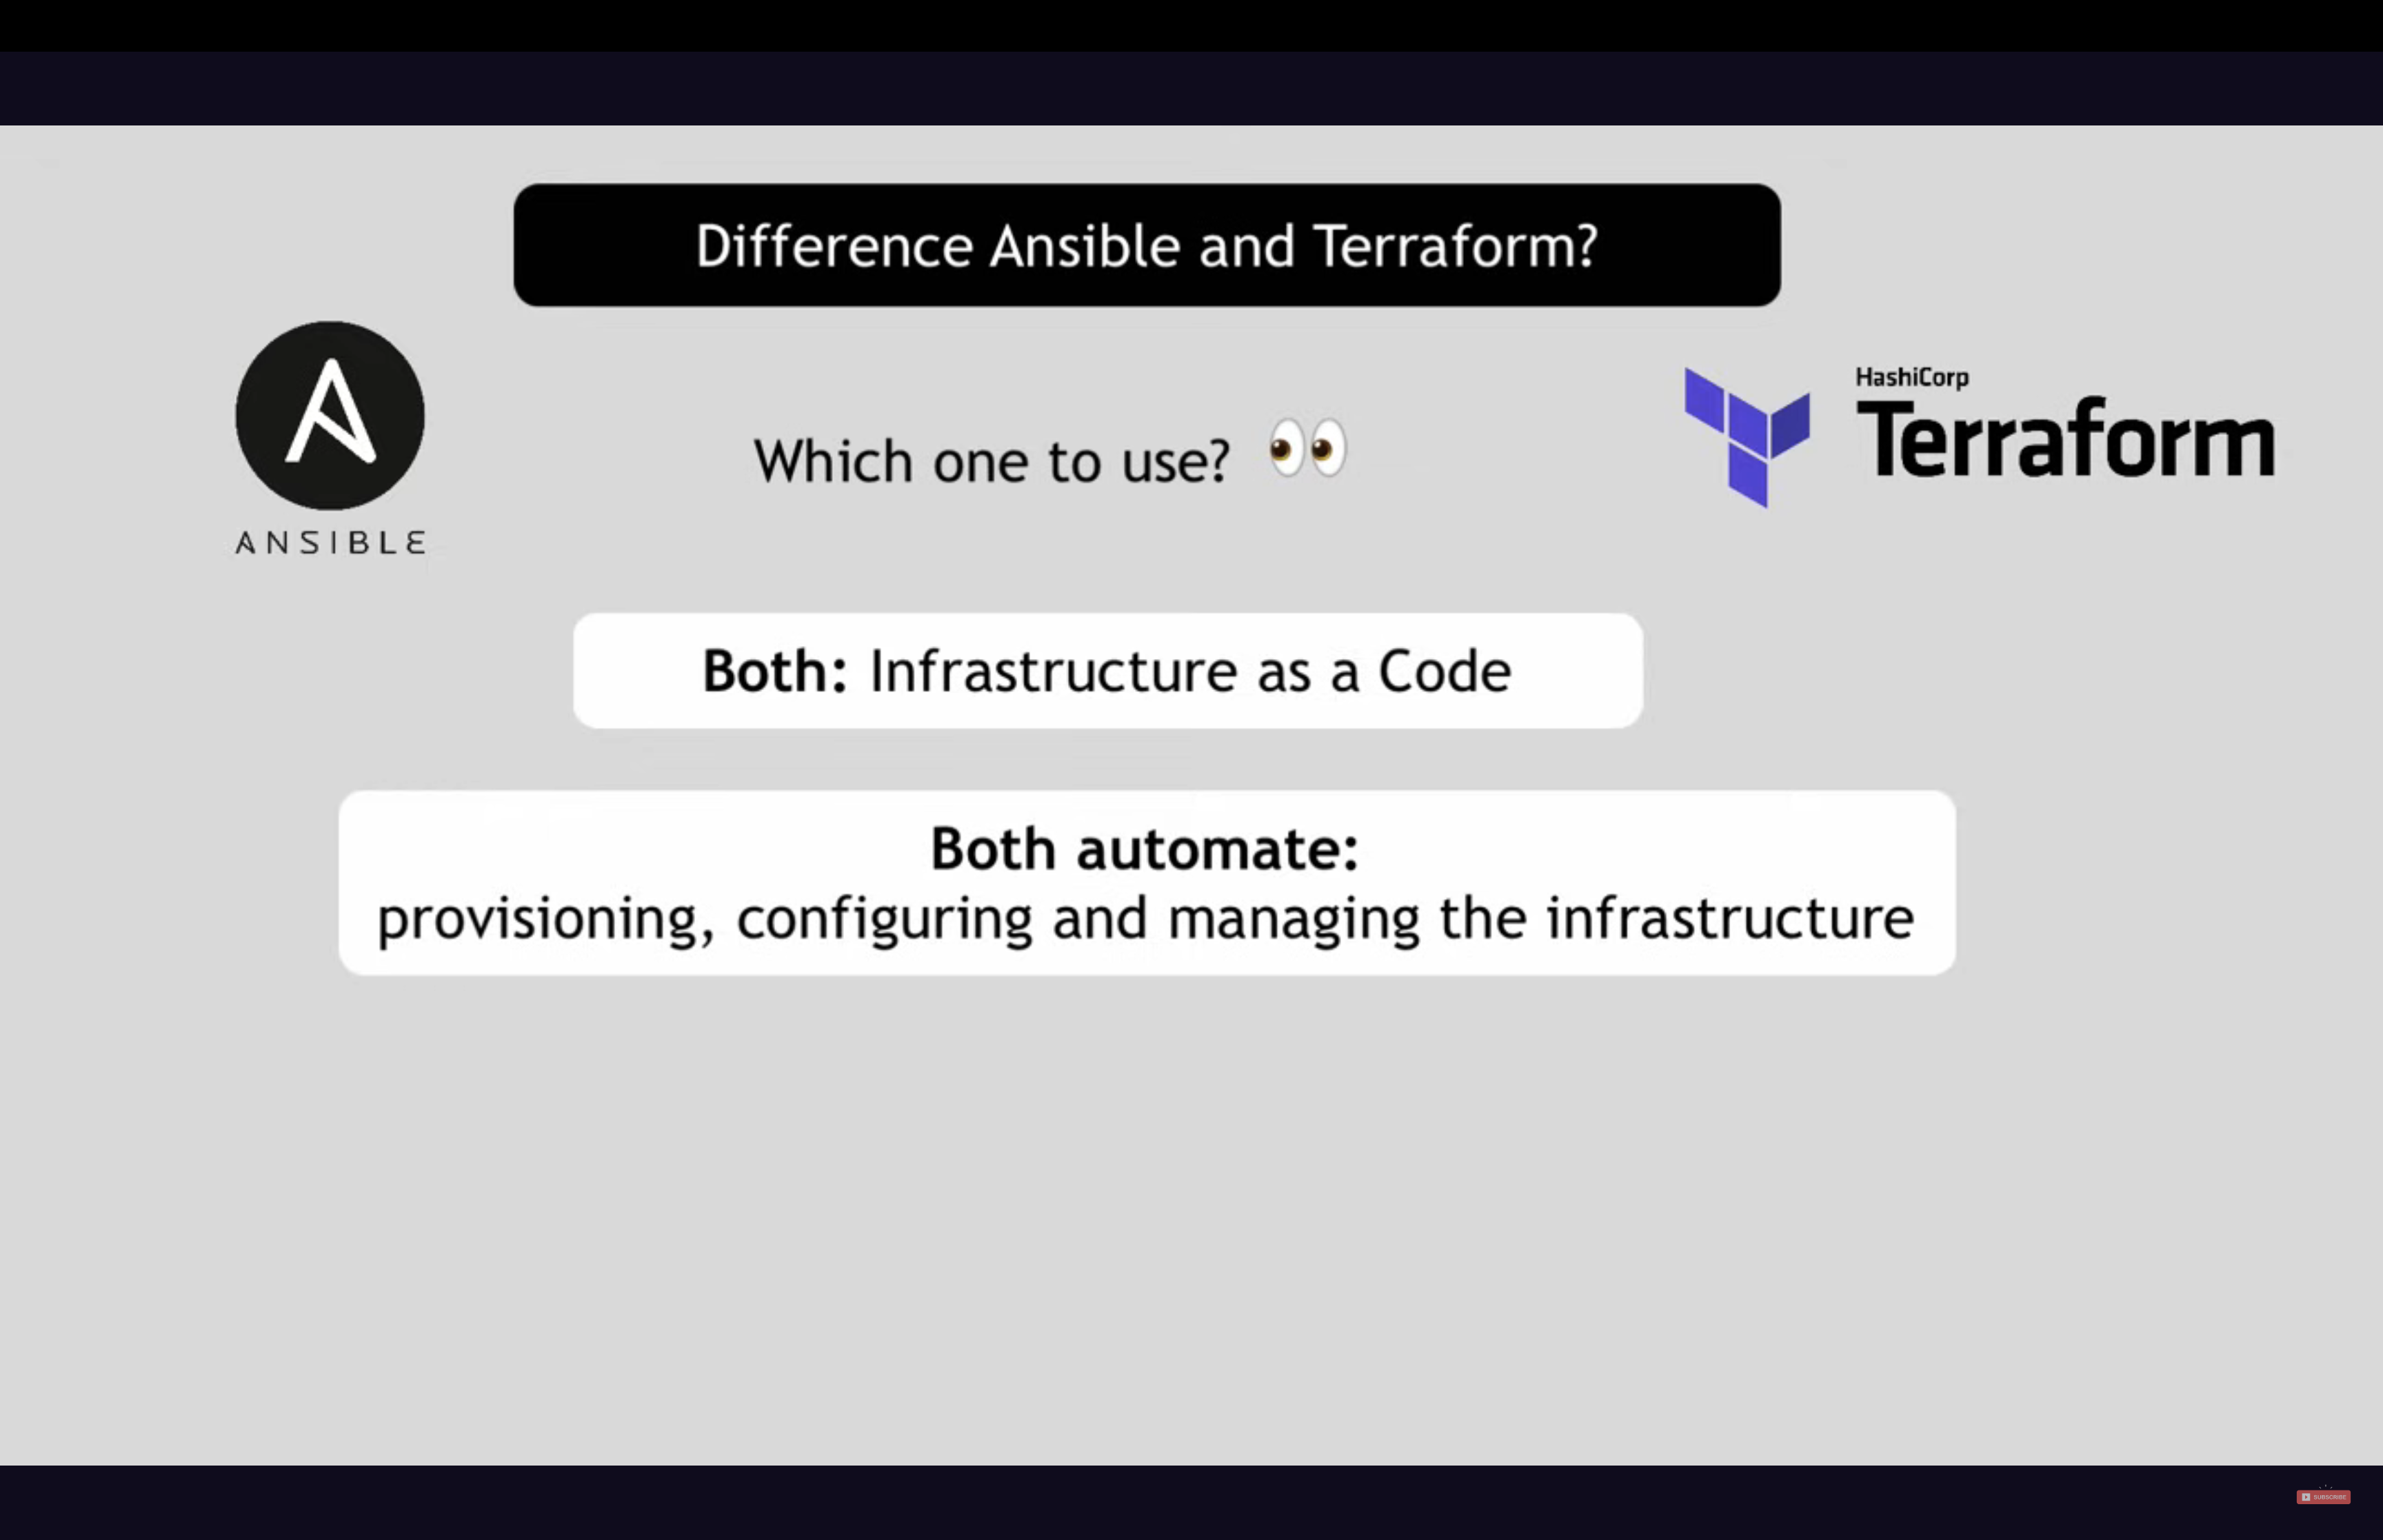 Difference Ansible and Terraform?
ANSIBLE
Which one to use? 👀
HashiCorp
Terraform
Both: Infrastructure as a Code
Both automate:
provisioning, configuring and managing the infrastructure
SUBSCRIBE